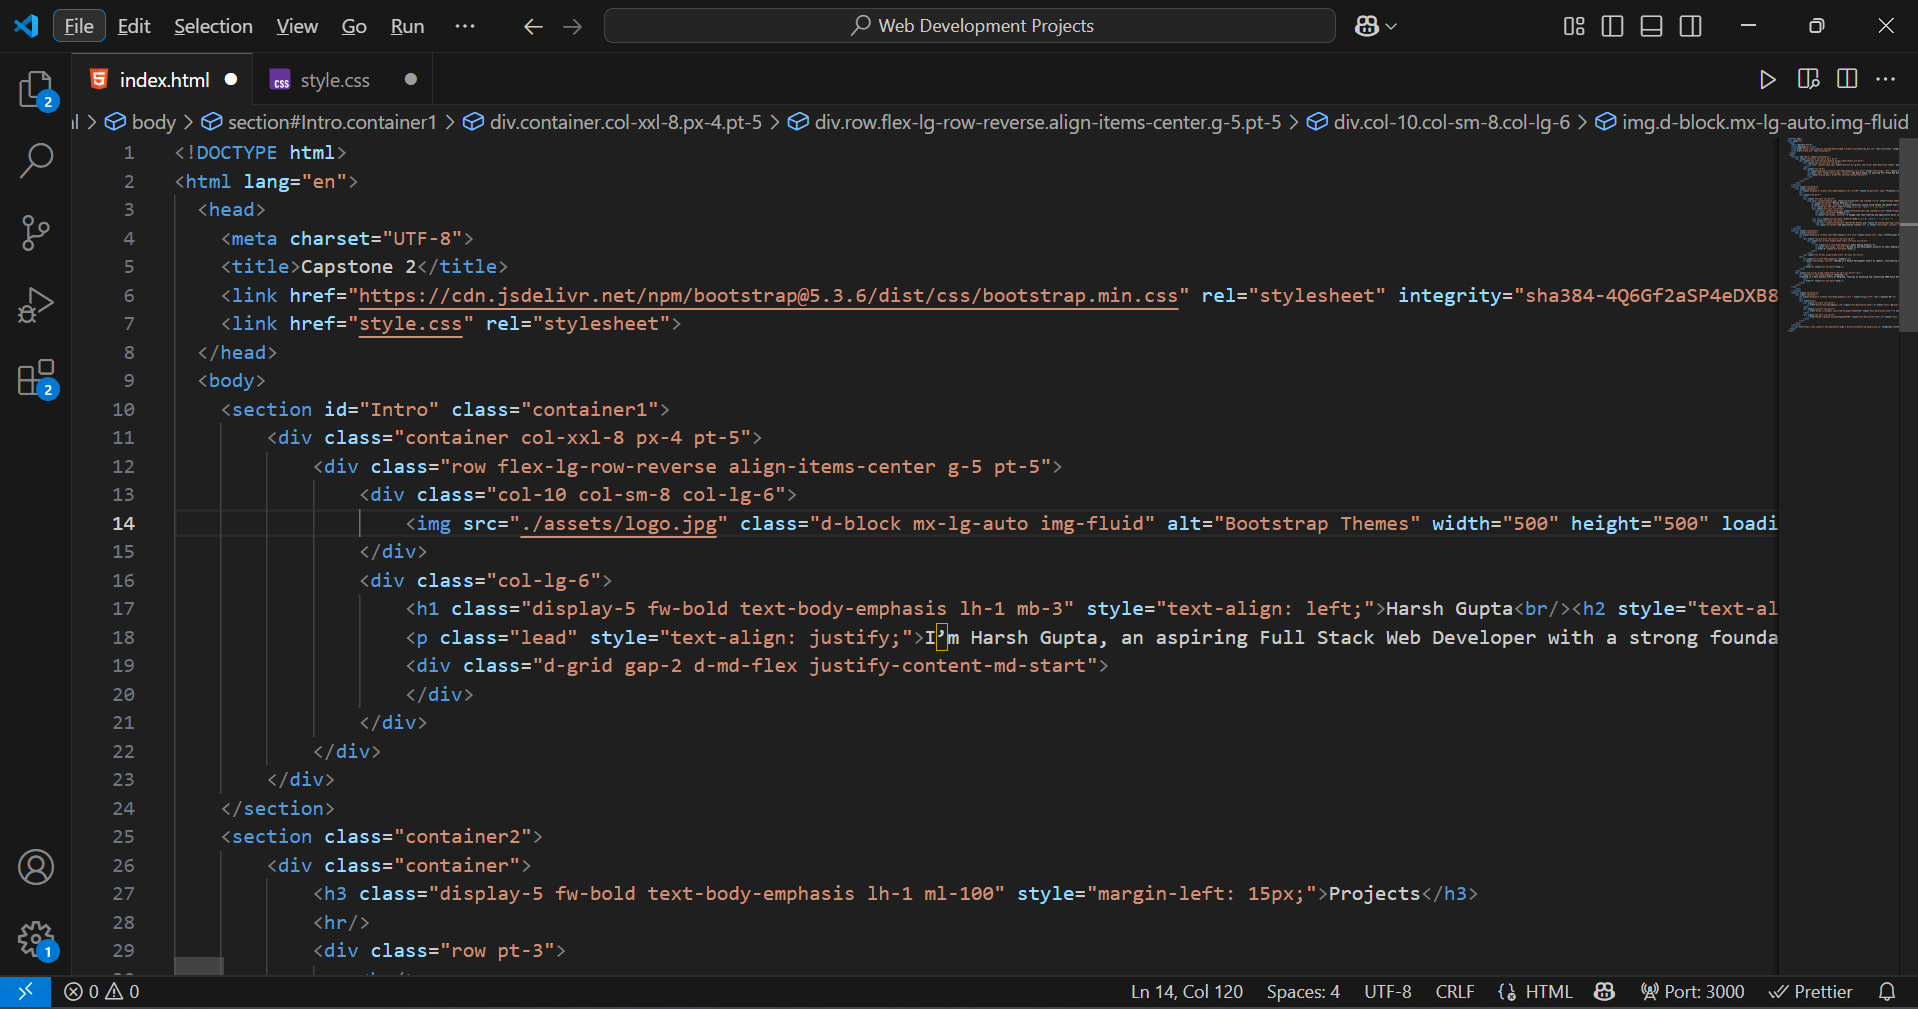 File Edit Selection View Go Run ··· Web Development Projects
index.html style.css
2
body > section#Intro.container1 > div.container.col-xxl-8.px-4.pt-5 > div.row.flex-lg-row-reverse.align-items-center.g-5.pt-5 > div.col-10.col-sm-8.col-lg-6 > img.d-block.mx-lg-auto.img-fluid
1 <!DOCTYPE html>
2 <html lang="en">
3 <head>
4 <meta charset="UTF-8">
5 <title>Capstone 2</title>
6 <link href="https://cdn.jsdelivr.net/npm/bootstrap@5.3.6/dist/css/bootstrap.min.css" rel="stylesheet" integrity="sha384-4Q6Gf2aSP4eDXB8
7 <link href="style.css" rel="stylesheet">
8 </head>
9 <body>
2
10 <section id="Intro" class="container1">
11 <div class="container col-xxl-8 px-4 pt-5">
12 <div class="row flex-lg-row-reverse align-items-center g-5 pt-5">
13 <div class="col-10 col-sm-8 col-lg-6">
14 <img src="./assets/logo.jpg" class="d-block mx-lg-auto img-fluid" alt="Bootstrap Themes" width="500" height="500" loadi
15 </div>
16 <div class="col-lg-6">
17 <h1 class="display-5 fw-bold text-body-emphasis lh-1 mb-3" style="text-align: left;">Harsh Gupta<br/><h2 style="text-al
18 <p class="lead" style="text-align: justify;">I’m Harsh Gupta, an aspiring Full Stack Web Developer with a strong founda
19 <div class="d-grid gap-2 d-md-flex justify-content-md-start">
20 </div>
21 </div>
22 </div>
23 </div>
24 </section>
25 <section class="container2">
26 <div class="container">
27 <h3 class="display-5 fw-bold text-body-emphasis lh-1 ml-100" style="margin-left: 15px;">Projects</h3>
28 <hr/>
29 <div class="row pt-3">
1
0 0 Ln 14, Col 120 Spaces: 4 UTF-8 CRLF {} HTML Port: 3000 Prettier